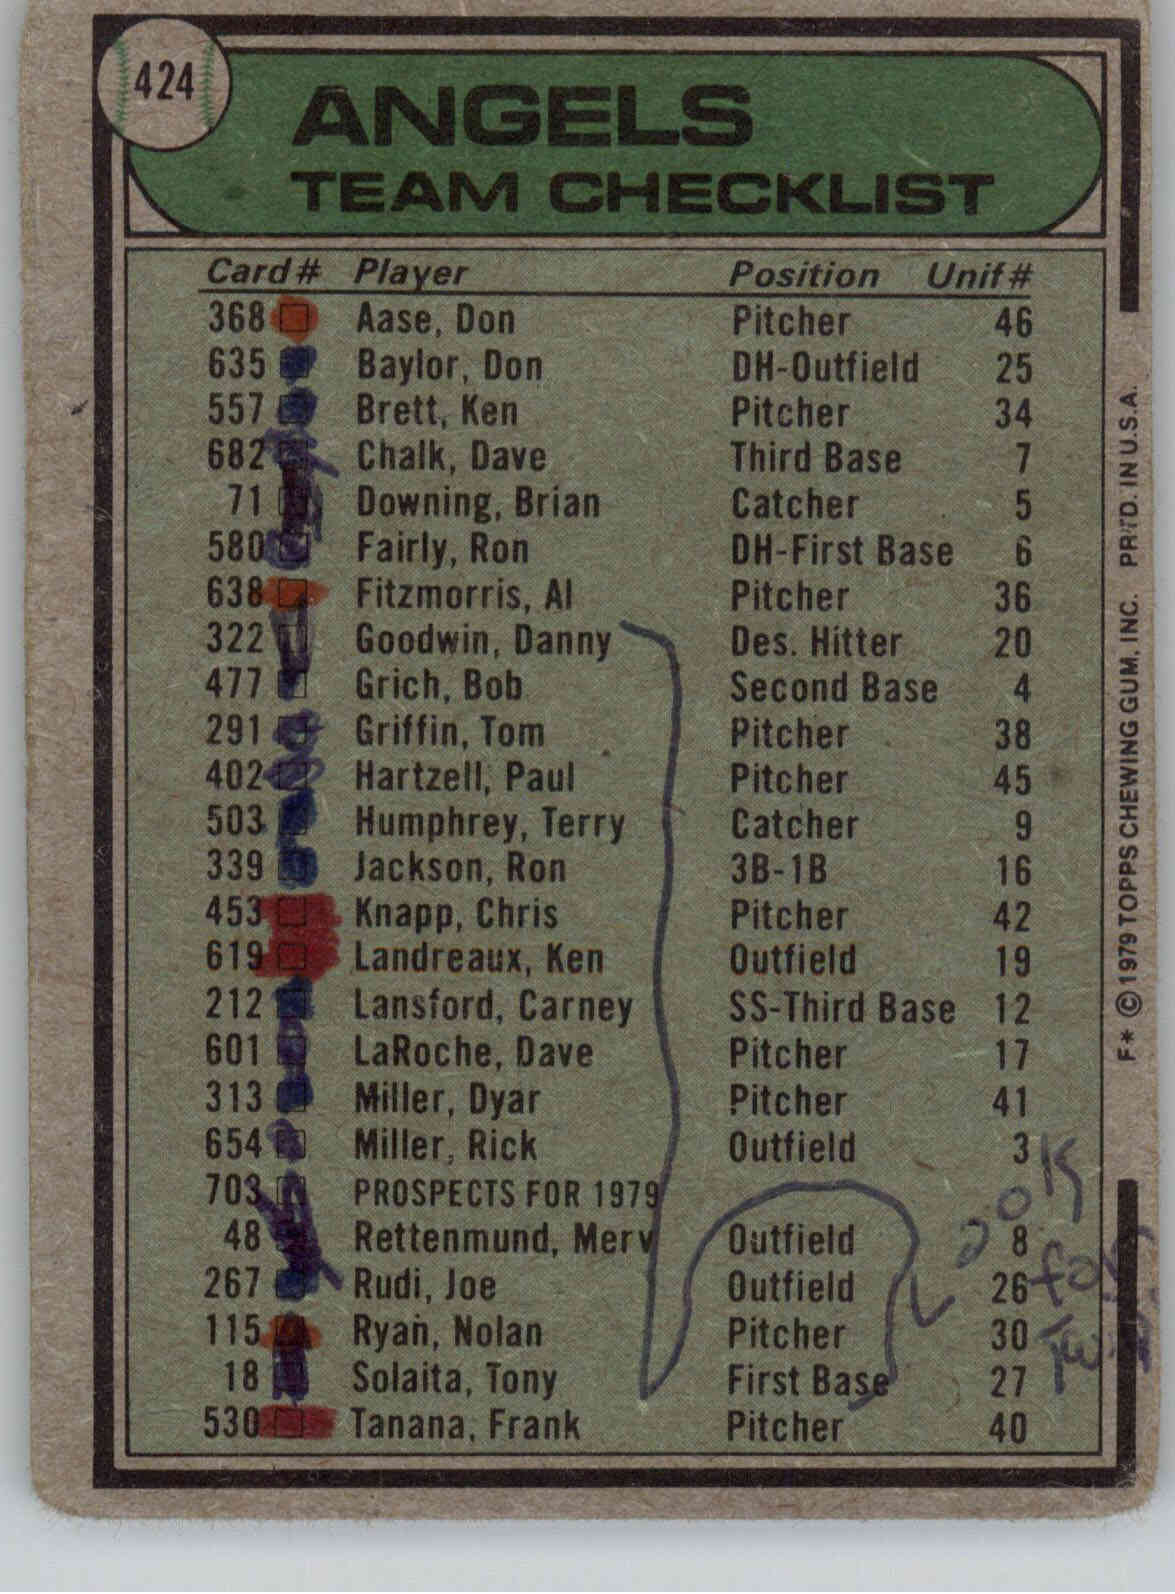 424
ANGELS
TEAM CHECKLIST
Card # Player Position Unif #
368 Aase, Don Pitcher 46
635 Baylor, Don DH-Outfield 25
557 Brett, Ken Pitcher 34
682 Chalk, Dave Third Base 7
71 Downing, Brian Catcher 5
580 Fairly, Ron DH-First Base 6
638 Fitzmorris, Al Pitcher 36
322 Goodwin, Danny Des. Hitter 20
477 Grich, Bob Second Base 4
291 Griffin, Tom Pitcher 38
402 Hartzell, Paul Pitcher 45
503 Humphrey, Terry Catcher 9
339 Jackson, Ron 3B-1B 16
453 Knapp, Chris Pitcher 42
619 Landreaux, Ken Outfield 19
212 Lansford, Carney SS-Third Base 12
601 LaRoche, Dave Pitcher 17
313 Miller, Dyar Pitcher 41
654 Miller, Rick Outfield 3
703 PROSPECTS FOR 1979
48 Rettenmund, Merv Outfield 8
267 Rudi, Joe Outfield 26
115 Ryan, Nolan Pitcher 30
18 Solaita, Tony First Base 27
530 Tanana, Frank Pitcher 40
Look
for
F* © 1979 TOPPS CHEWING GUM, INC. PRTD. IN U.S.A.